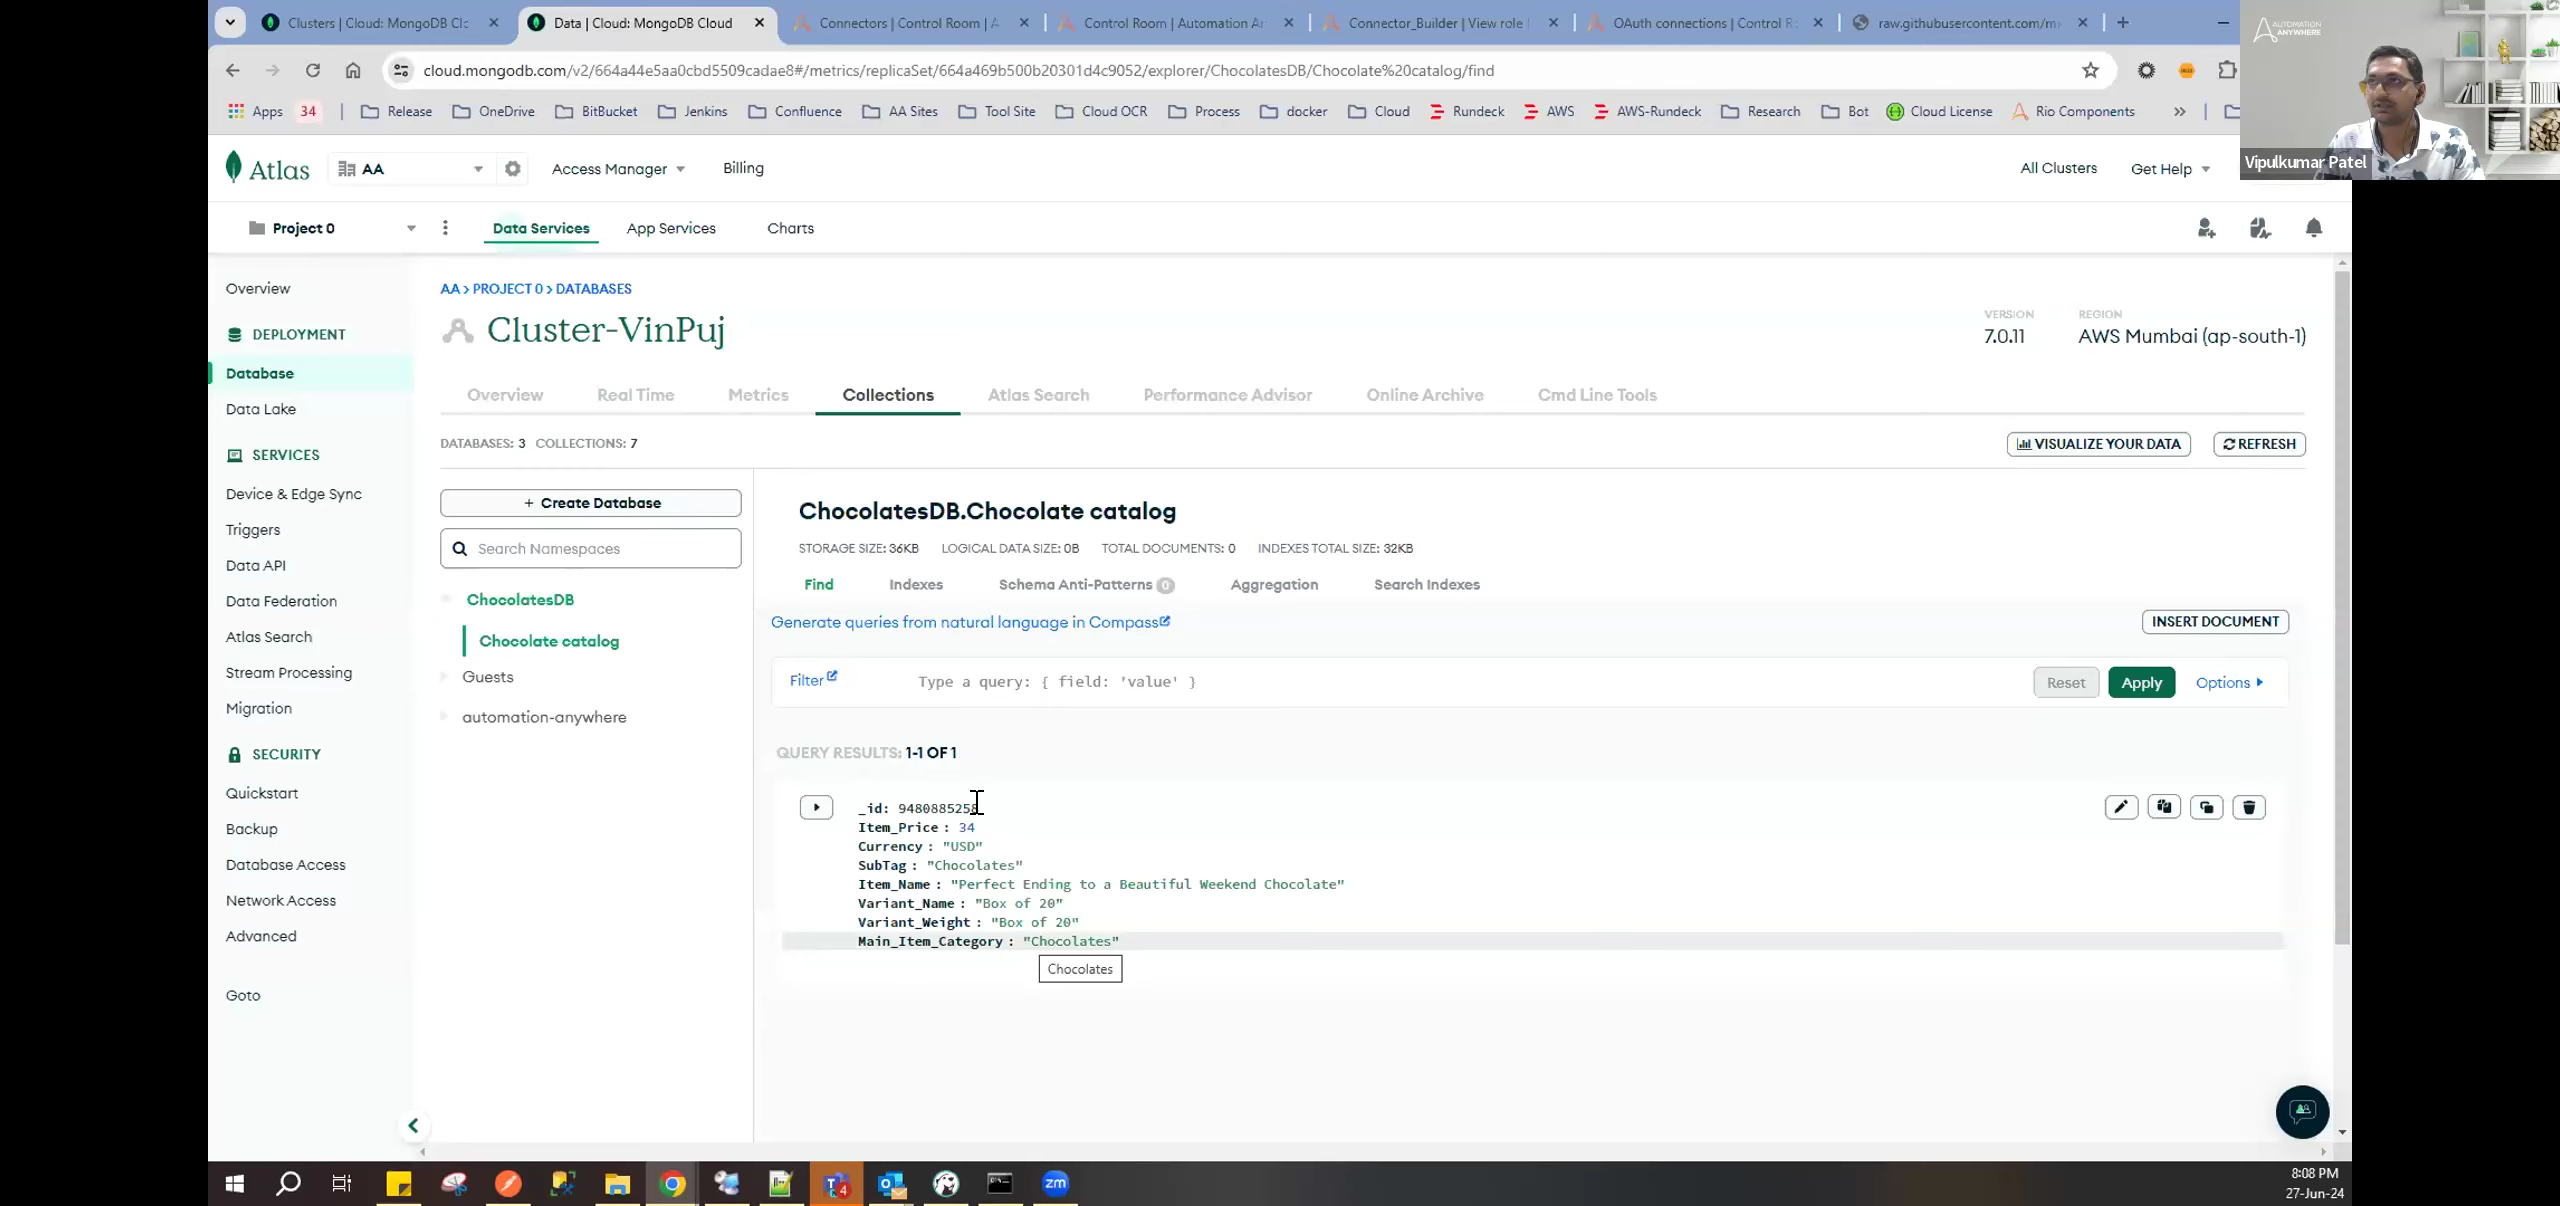 Clusters | Cloud: MongoDB Clo
Data | Cloud: MongoDB Cloud
Connectors | Control Room | A
Control Room | Automation An
Connector_Builder | View role |
OAuth connections | Control Ro
raw.githubusercontent.com/m
AUTOMATION
ANYWHERE
cloud.mongodb.com/v2/664a44e5aa0cbd5509cadae8#/metrics/replicaSet/664a469b500b20301d4c9052/explorer/ChocolatesDB/Chocolate%20catalog/find
Apps 34 Release OneDrive BitBucket Jenkins Confluence AA Sites Tool Site Cloud OCR Process docker Cloud Rundeck AWS AWS-Rundeck Research Bot Cloud License Rio Components
Vipulkumar Patel
Atlas AA Access Manager Billing All Clusters Get Help
Project 0 Data Services App Services Charts
Overview
DEPLOYMENT
Database
Data Lake
SERVICES
Device & Edge Sync
Triggers
Data API
Data Federation
Atlas Search
Stream Processing
Migration
SECURITY
Quickstart
Backup
Database Access
Network Access
Advanced
Goto
AA > PROJECT 0 > DATABASES
Cluster-VinPuj
VERSION
7.0.11
REGION
AWS Mumbai (ap-south-1)
Overview Real Time Metrics Collections Atlas Search Performance Advisor Online Archive Cmd Line Tools
DATABASES: 3 COLLECTIONS: 7
VISUALIZE YOUR DATA REFRESH
+ Create Database
Search Namespaces
ChocolatesDB
Chocolate catalog
Guests
automation-anywhere
ChocolatesDB.Chocolate catalog
STORAGE SIZE: 36KB LOGICAL DATA SIZE: 0B TOTAL DOCUMENTS: 0 INDEXES TOTAL SIZE: 32KB
Find Indexes Schema Anti-Patterns 0 Aggregation Search Indexes
Generate queries from natural language in Compass
INSERT DOCUMENT
Filter Type a query: { field: 'value' } Reset Apply Options
QUERY RESULTS: 1-1 OF 1
_id: 9480885258
Item_Price : 34
Currency : "USD"
SubTag : "Chocolates"
Item_Name : "Perfect Ending to a Beautiful Weekend Chocolate"
Variant_Name : "Box of 20"
Variant_Weight : "Box of 20"
Main_Item_Category : "Chocolates"
Chocolates
4
zm
8:08 PM
27-Jun-24